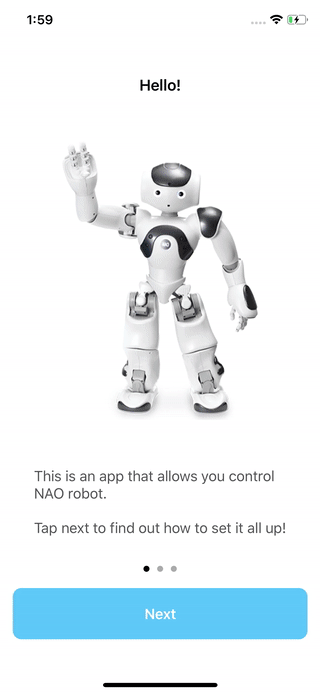 1:59
Hello!
This is an app that allows you control
NAO robot.
Tap next to find out how to set it all up!
Next